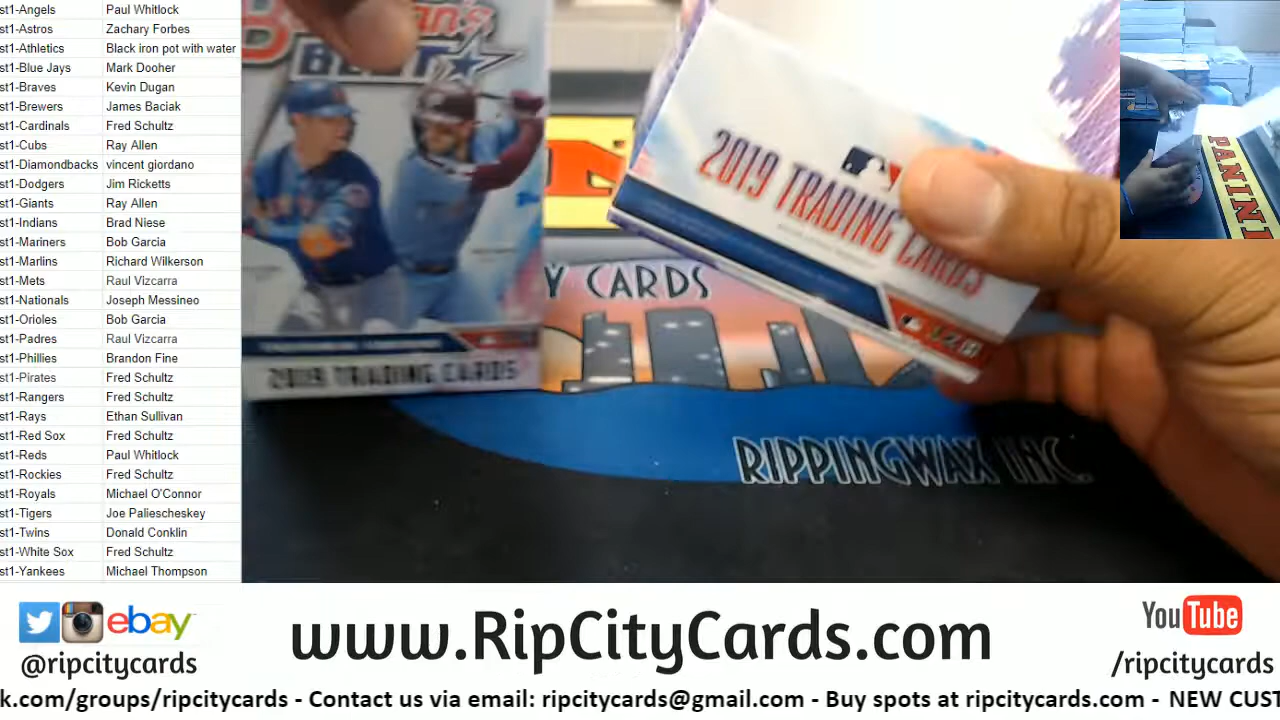 st1-Angels Paul Whitlock
st1-Astros Zachary Forbes
st1-Athletics Black iron pot with water
st1-Blue Jays Mark Dooher
st1-Braves Kevin Dugan
st1-Brewers James Baciak
st1-Cardinals Fred Schultz
st1-Cubs Ray Allen
st1-Diamondbacks vincent giordano
st1-Dodgers Jim Ricketts
st1-Giants Ray Allen
st1-Indians Brad Niese
st1-Mariners Bob Garcia
st1-Marlins Richard Wilkerson
st1-Mets Raul Vizcarra
st1-Nationals Joseph Messineo
st1-Orioles Bob Garcia
st1-Padres Raul Vizcarra
st1-Phillies Brandon Fine
st1-Pirates Fred Schultz
st1-Rangers Fred Schultz
st1-Rays Ethan Sullivan
st1-Red Sox Fred Schultz
st1-Reds Paul Whitlock
st1-Rockies Fred Schultz
st1-Royals Michael O'Connor
st1-Tigers Joe Paliescheskey
st1-Twins Donald Conklin
st1-White Sox Fred Schultz
st1-Yankees Michael Thompson
BEST
2019 TRADING CARDS
2019 TRADING CARDS
Y CARDS
RIPPINGWAX INC.
PANINI
ebay
@ripcitycards
www.RipCityCards.com
YouTube
/ripcitycards
k.com/groups/ripcitycards - Contact us via email: ripcitycards@gmail.com - Buy spots at ripcitycards.com - NEW CUST